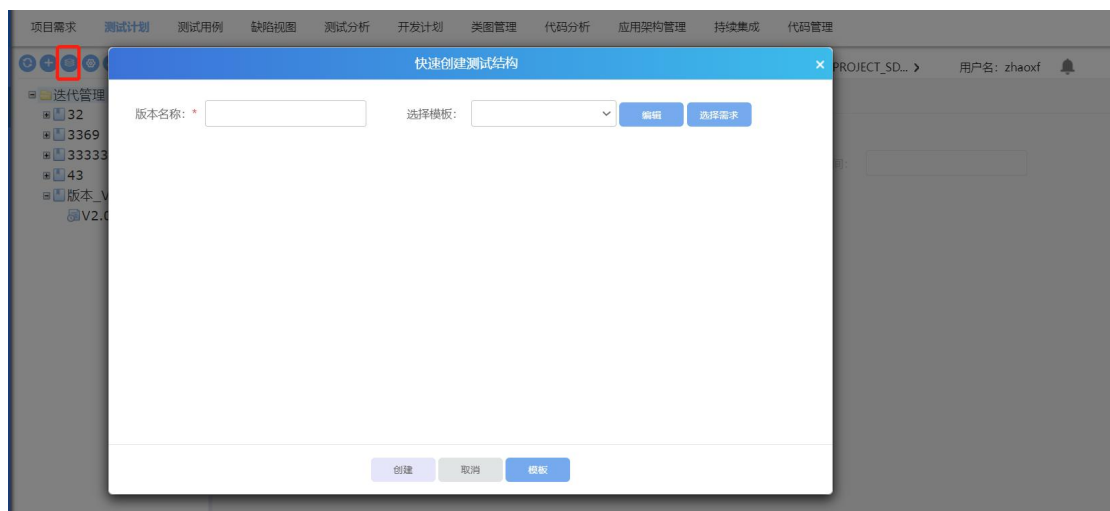 项目需求 测试计划 测试用例 缺陷视图 测试分析 开发计划 类图管理 代码分析 应用架构管理 持续集成 代码管理
快速创建测试结构 ×
PROJECT_SD... > 用户名: zhaoxf
迭代管理
版本名称: * 选择模板: 编辑 选择需求
32
3369
33333
43
版本_V
V2.0
创建 取消 模板